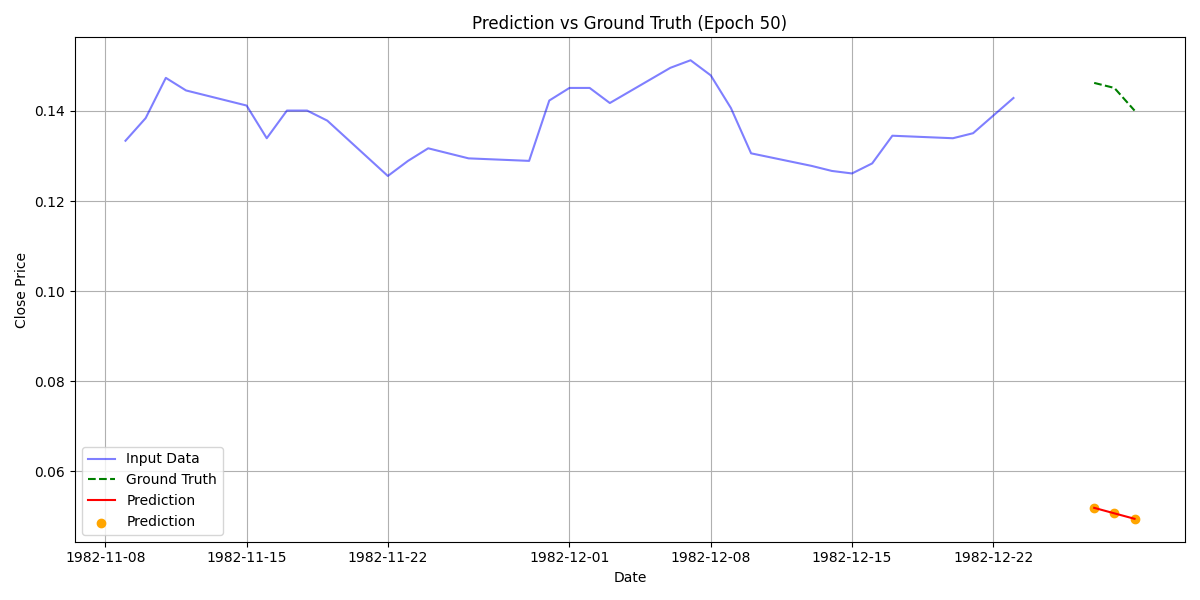 Prediction vs Ground Truth (Epoch 50)
Close Price
0.14
0.12
0.10
0.08
0.06
Input Data
Ground Truth
Prediction
Prediction
1982-11-08
1982-11-15
1982-11-22
1982-12-01
1982-12-08
1982-12-15
1982-12-22
Date